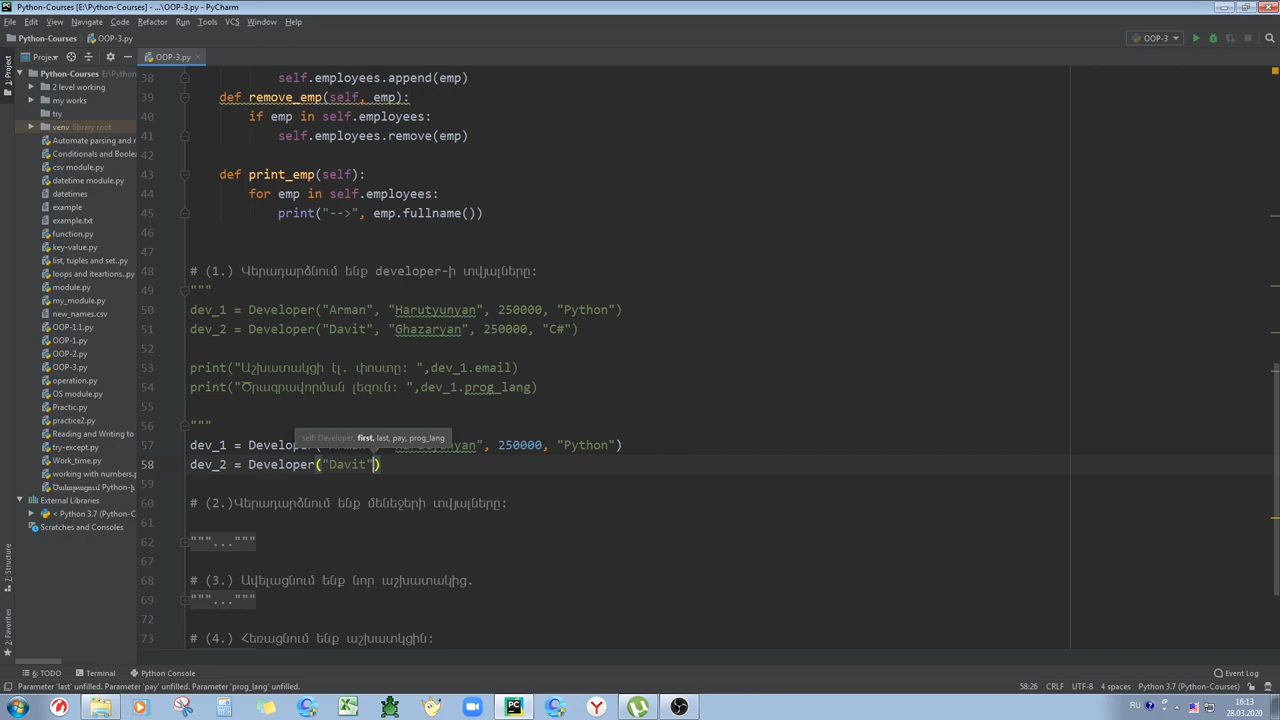 Python-Courses [E:\Python-Courses] - ...\OOP-3.py - PyCharm
File Edit View Navigate Code Refactor Run Tools VCS Window Help
Python-Courses OOP-3.py
OOP-3
Proje..
OOP-3.py
1: Project
Python-Courses E:\Python
2 level working
my works
try
venv library root
Automate parsing and r
Conditionals and Boolea
csv module.py
datetime module.py
datetimes
example
example.txt
function.py
key-value.py
list, tuples and set..py
loops and iteartions..py
module.py
my_module.py
new_names.csv
OOP-1.1.py
OOP-1.py
OOP-2.py
OOP-3.py
operation.py
OS module.py
Practic.py
practice2.py
Reading and Writing to
try-except.py
Work_time.py
working with numbers.p
External Libraries
< Python 3.7 (Python-C
Scratches and Consoles
38 self.employees.append(emp)
39 def remove_emp(self, emp):
40 if emp in self.employees:
41 self.employees.remove(emp)
42
43 def print_emp(self):
44 for emp in self.employees:
45 print("-->", emp.fullname())
46
47
48 # (1.) Վերադարձնում ենք developer-ի տվյալները:
49 """
50 dev_1 = Developer("Arman", "Harutyunyan", 250000, "Python")
51 dev_2 = Developer("Davit", "Ghazaryan", 250000, "C#")
52
53 print("Աշխատակցի էլ. փոստը: ",dev_1.email)
54 print("Ծրագրավորման լեզուն: ",dev_1.prog_lang)
55
56 """
self: Developer, first, last, pay, prog_lang
57 dev_1 = Develop 250000, "Python")
58 dev_2 = Developer("Davit")
59
60 # (2.)Վերադարձնում ենք մենեջերի տվյալները:
61
62 """..."""
67
68 # (3.) Ավելացնում ենք նոր աշխատակից.
69 """..."""
72
73 # (4.) Հեռացնում ենք աշխատկցին:
7: Structure
2: Favorites
6: TODO Terminal Python Console
Event Log
Parameter 'last' unfilled. Parameter 'pay' unfilled. Parameter 'prog_lang' unfilled.
58:26 CRLF UTF-8 4 spaces Python 3.7 (Python-Courses)
RU
16:13
28.03.2020